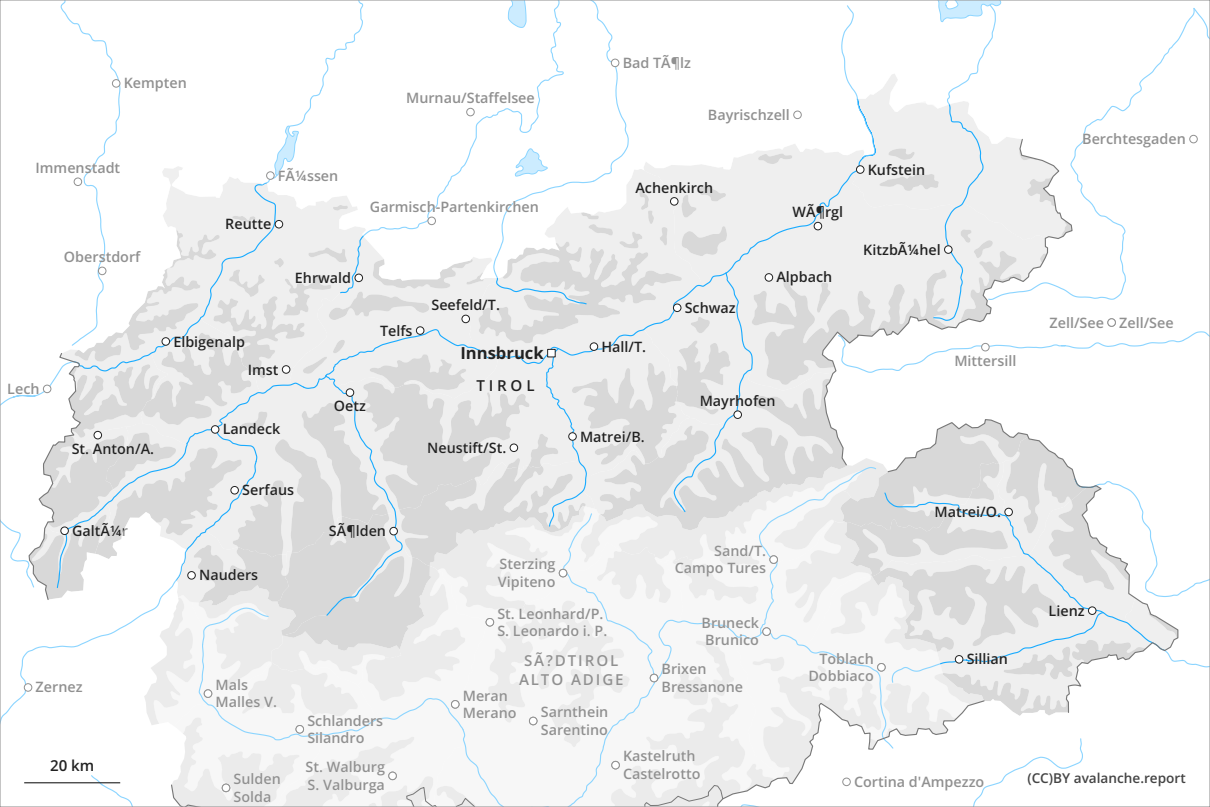 Bad TÃ¶lz
Kempten
Murnau/Staffelsee
Bayrischzell
Berchtesgaden
Immenstadt
FÃ¼ssen
Kufstein
Achenkirch
Garmisch-Partenkirchen
WÃ¶rgl
Reutte
KitzbÃ¼hel
Oberstdorf
Ehrwald
Alpbach
Seefeld/T.
Schwaz
Zell/See
Zell/See
Telfs
Elbigenalp
Hall/T.
Innsbruck
Mittersill
Imst
TIROL
Lech
Oetz
Mayrhofen
Landeck
Matrei/B.
St. Anton/A.
Neustift/St.
Serfaus
Matrei/O.
GaltÃ¼r
SÃ¶lden
Sand/T.
Campo Tures
Sterzing
Vipiteno
Nauders
Lienz
St. Leonhard/P.
S. Leonardo i. P.
Bruneck
Brunico
SÃ?DTIROL
ALTO ADIGE
Toblach
Dobbiaco
Sillian
Brixen
Bressanone
Zernez
Mals
Malles V.
Meran
Merano
Sarnthein
Sarentino
Schlanders
Silandro
Kastelruth
Castelrotto
St. Walburg
S. Valburga
20 km
Sulden
Solda
Cortina d'Ampezzo
(CC)BY avalanche.report